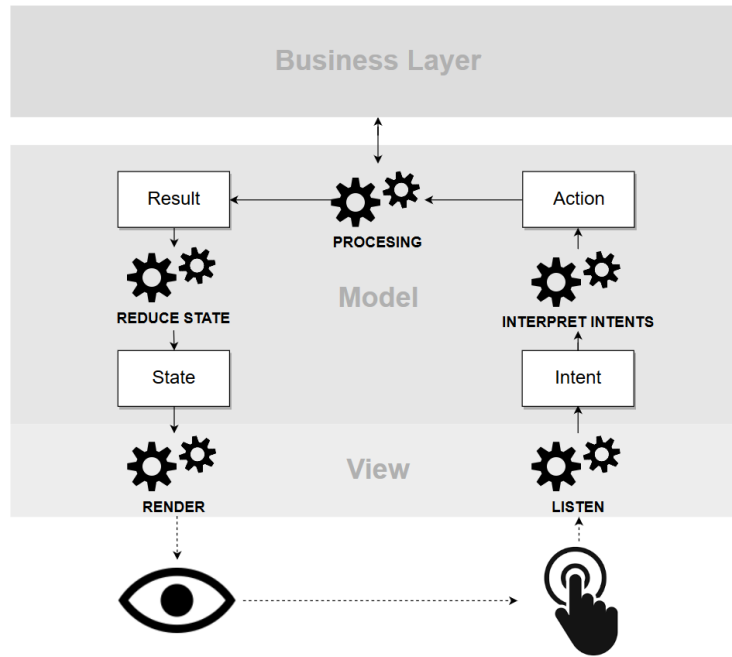 Business Layer
Result
Action
PROCESING
REDUCE STATE
Model
INTERPRET INTENTS
State
Intent
View
RENDER
LISTEN